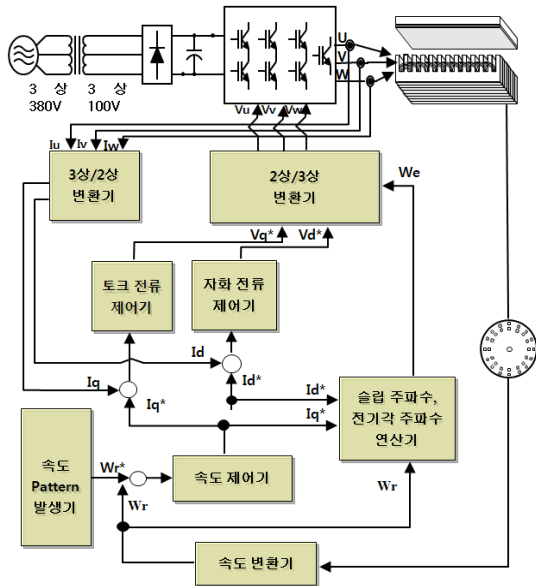 U
V
W
3 상
380V
3 상
100V
Iu
Iv
Iw
Vu
Vv
Vw
3상/2상
변환기
2상/3상
변환기
We
Vq*
Vd*
토크 전류
제어기
자화 전류
제어기
Id
Iq
Id*
Id*
Iq*
Iq*
슬립 주파수,
전기각 주파수
연산기
속도
Pattern
발생기
Wr*
속도 제어기
Wr
Wr
속도 변환기